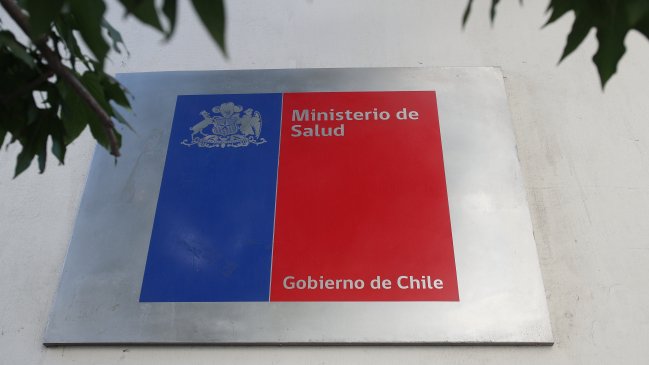 Ministerio de
Salud
Gobierno de Chile